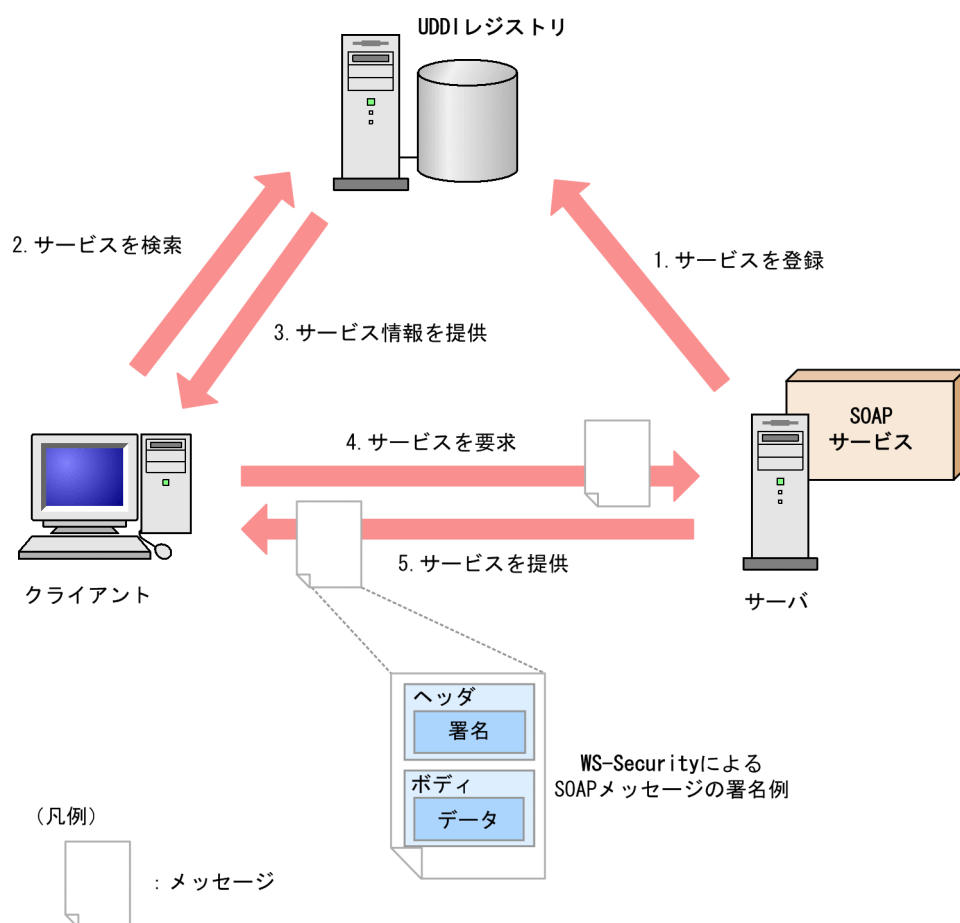 UDDIレジストリ
2.サービスを検索
1.サービスを登録
3.サービス情報を提供
SOAP
サービス
4.サービスを要求
5.サービスを提供
クライアント
サーバ
ヘッダ
署名
WS-Securityによる
SOAPメッセージの署名例
ボディ
データ
(凡例)
:メッセージ